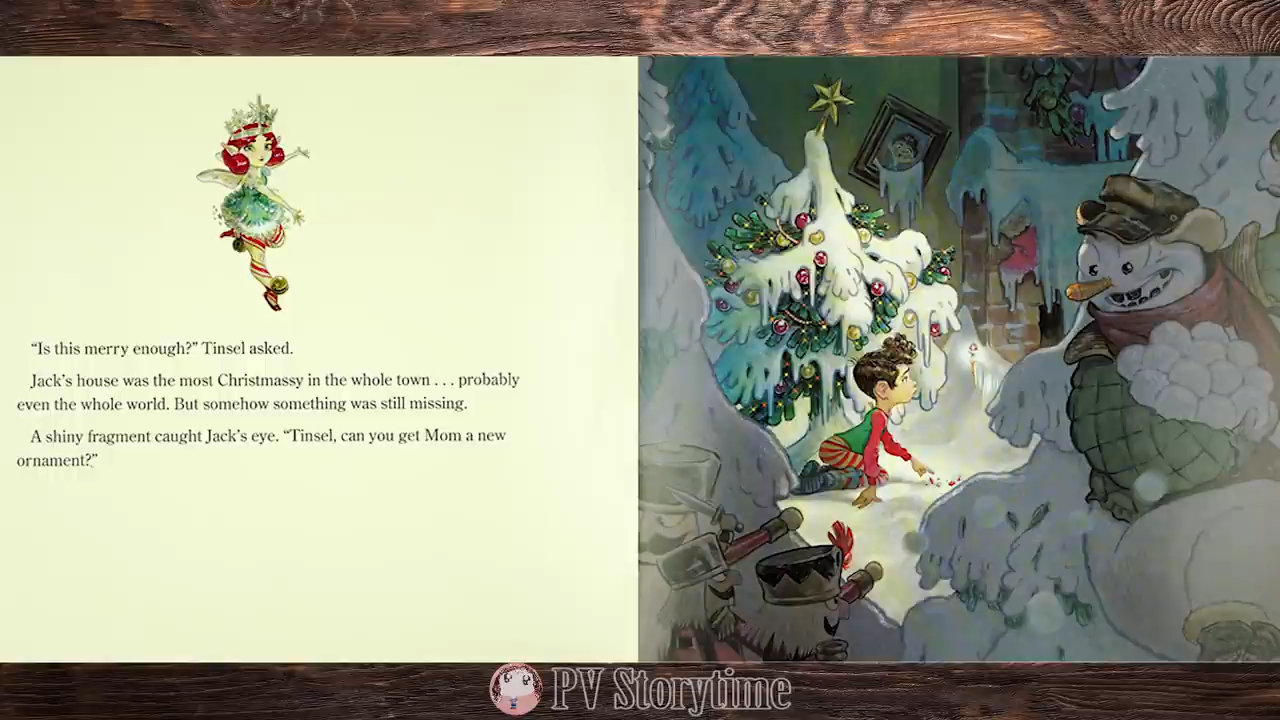 “Is this merry enough?” Tinsel asked.
Jack’s house was the most Christmassy in the whole town . . . probably
even the whole world. But somehow something was still missing.
A shiny fragment caught Jack’s eye. “Tinsel, can you get Mom a new
ornament?”
PV Storytime